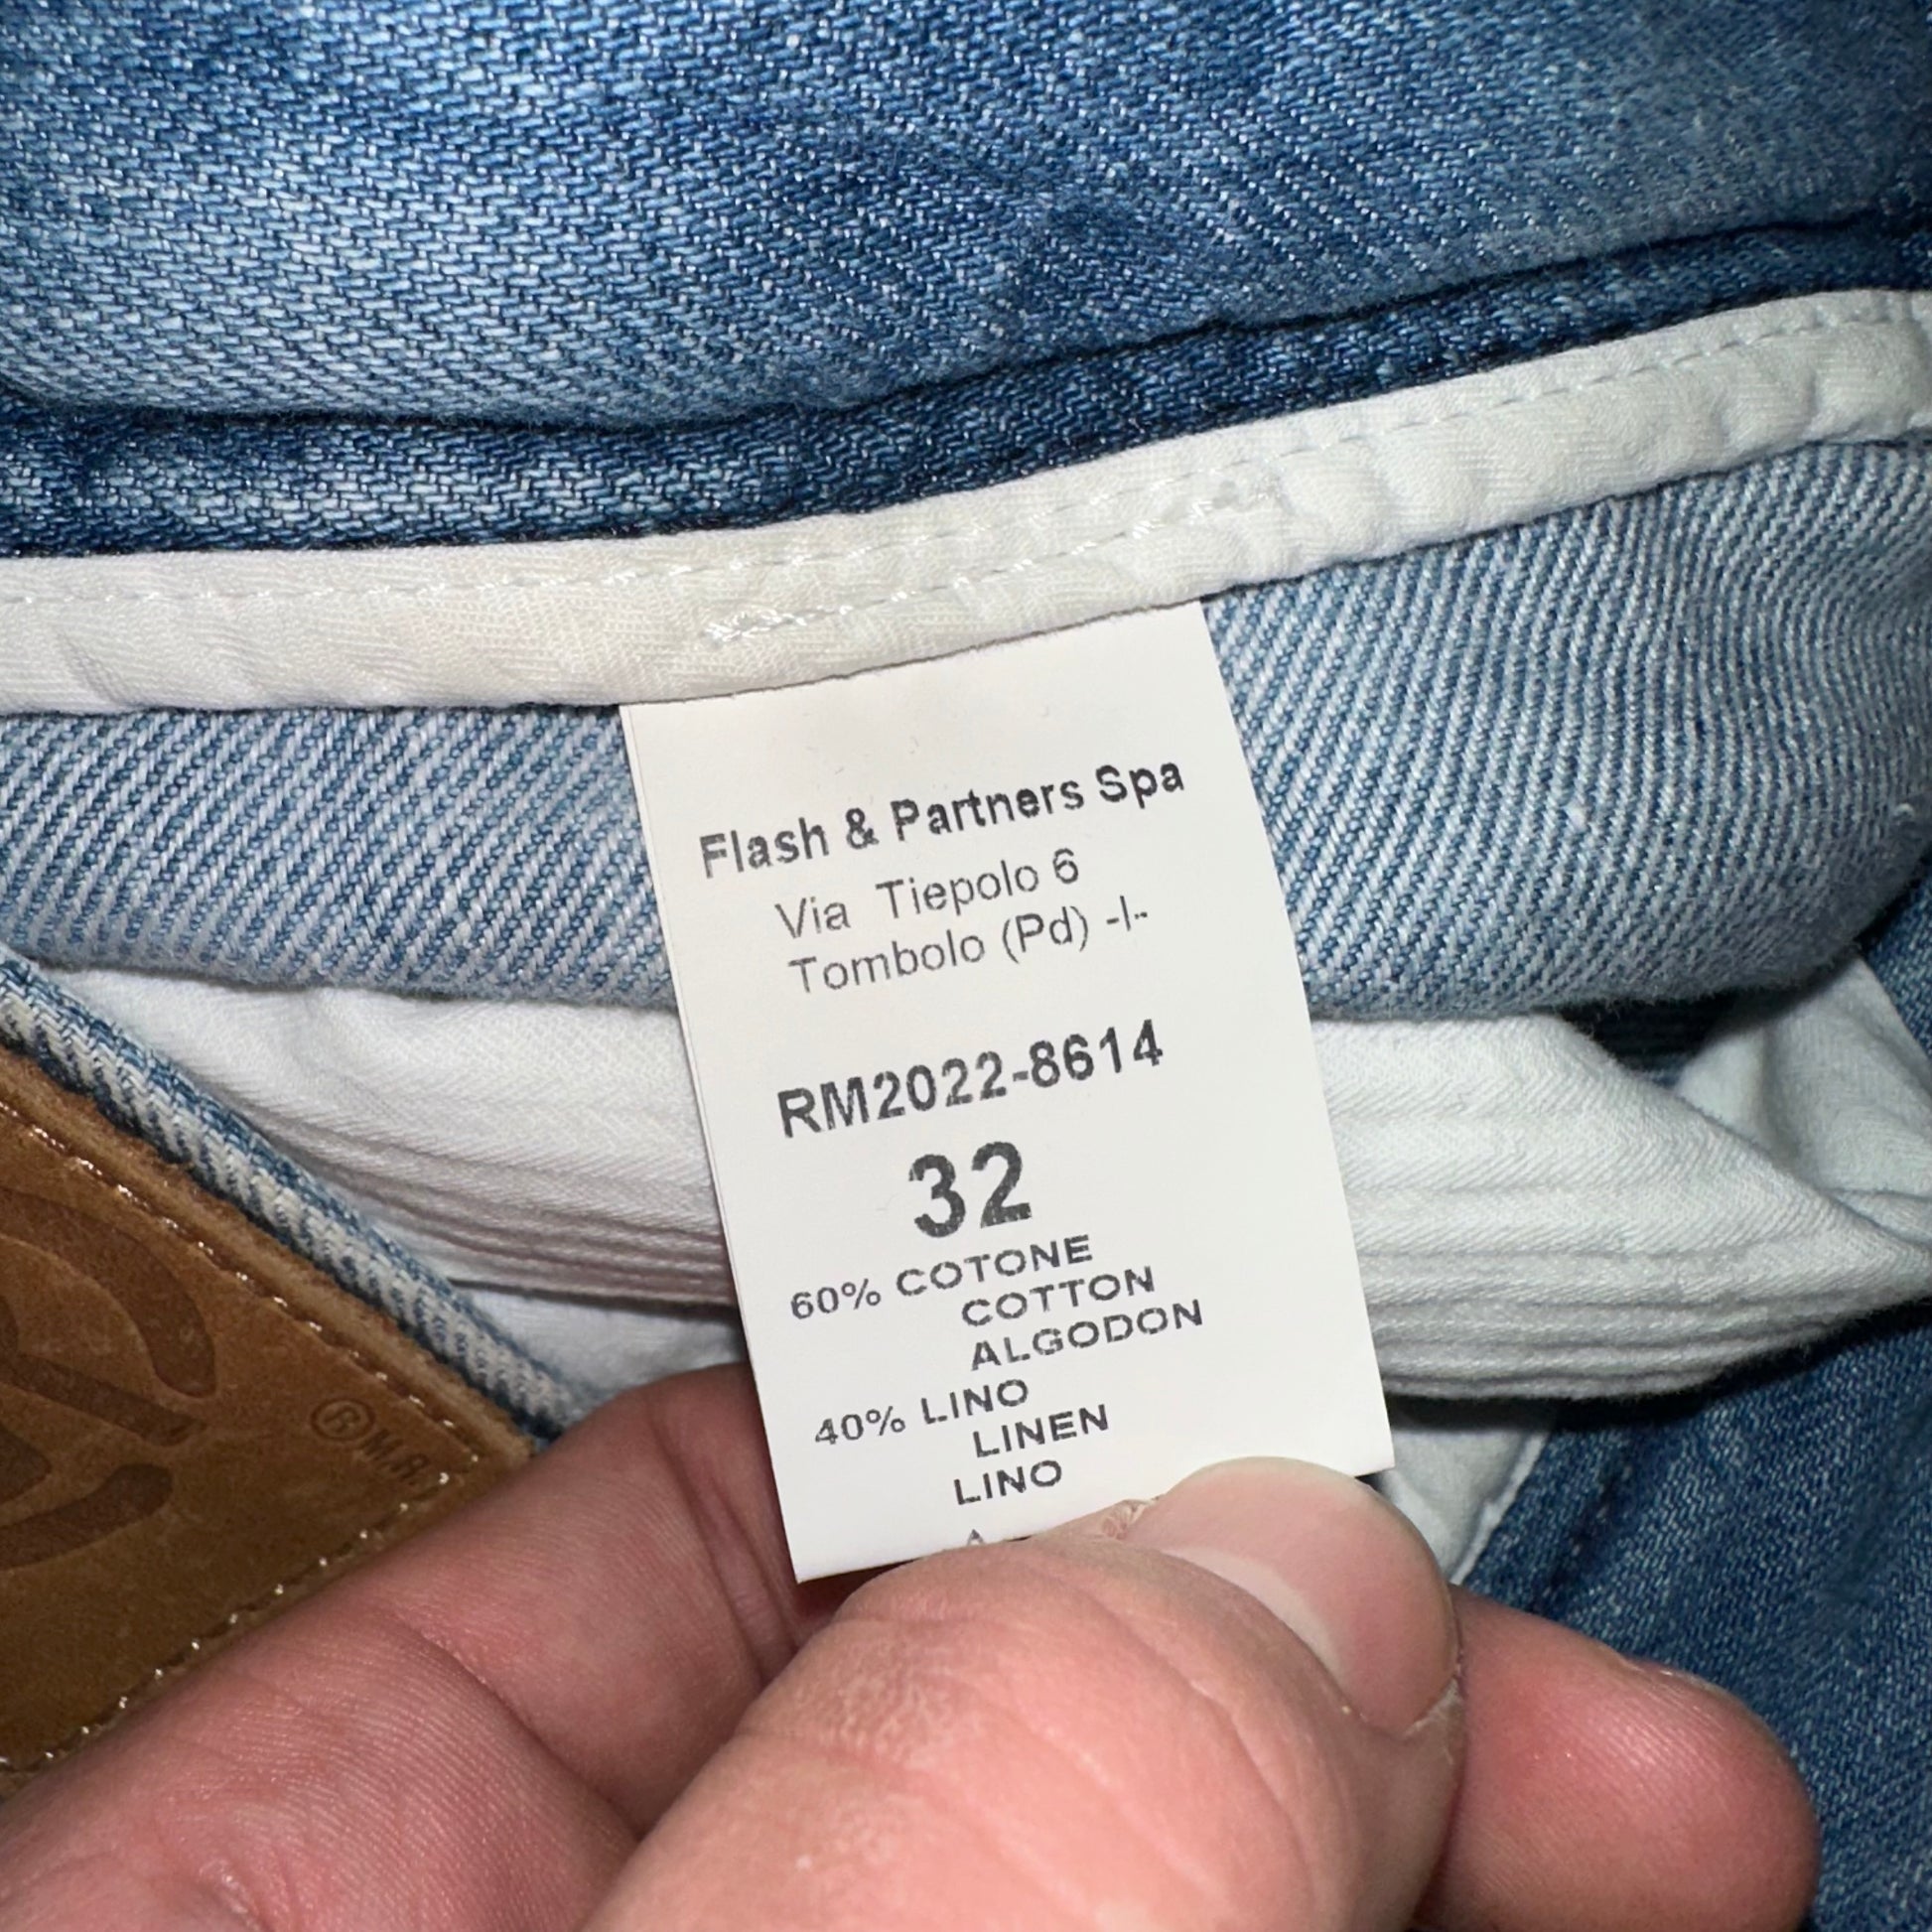 Flash & Partners Spa
Via Tiepolo 6
Tombolo (Pd) -I-
RM2022-8614
32
60% COTONE
COTTON
ALGODON
40% LINO
LINEN
LINO
® M.R.